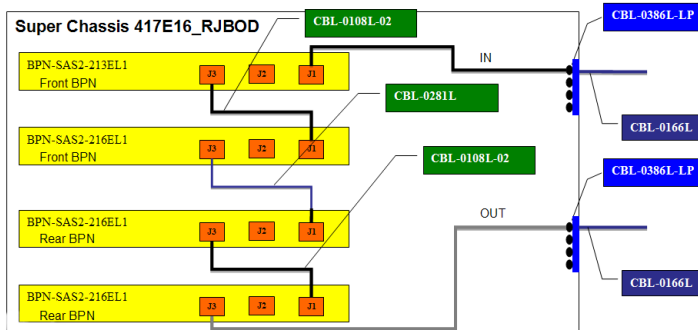 Super Chassis 417E16_RJBOD
CBL-0108L-02
CBL-0386L-LP
IN
BPN-SAS2-213EL1
Front BPN
J3
J2
J1
CBL-0166L
CBL-0281L
BPN-SAS2-216EL1
Front BPN
J3
J2
J1
CBL-0108L-02
CBL-0386L-LP
OUT
BPN-SAS2-216EL1
Rear BPN
J3
J2
J1
CBL-0166L
BPN-SAS2-216EL1
Rear BPN
J3
J2
J1